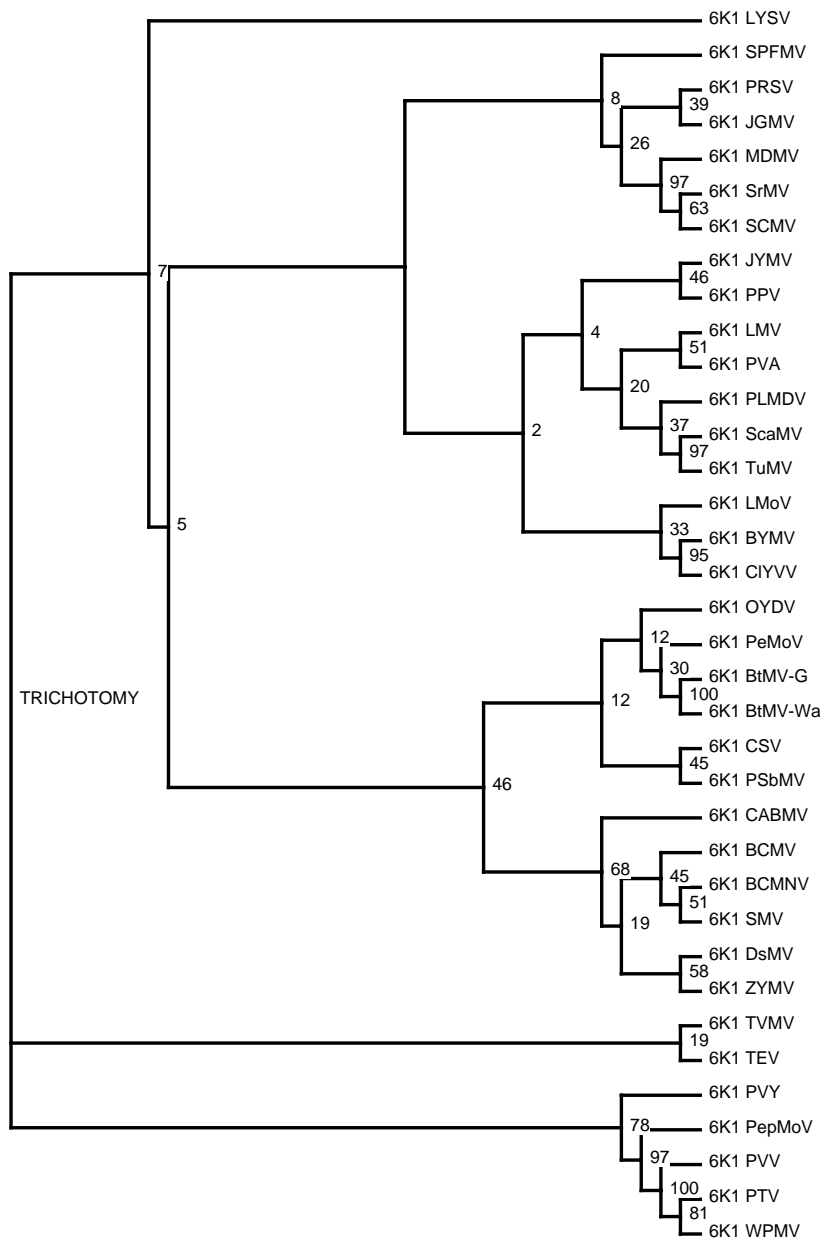 6K1 LYSV
6K1 SPFMV
8
6K1 PRSV
39
6K1 JGMV
26
6K1 MDMV
97
6K1 SrMV
63
6K1 SCMV
7
6K1 JYMV
46
6K1 PPV
4
6K1 LMV
51
6K1 PVA
20
6K1 PLMDV
37
6K1 ScaMV
97
6K1 TuMV
2
6K1 LMoV
33
6K1 BYMV
95
6K1 ClYVV
5
6K1 OYDV
12
6K1 PeMoV
30
6K1 BtMV-G
100
6K1 BtMV-Wa
TRICHOTOMY
12
6K1 CSV
45
6K1 PSbMV
46
6K1 CABMV
68
6K1 BCMV
45
6K1 BCMNV
51
6K1 SMV
19
6K1 DsMV
58
6K1 ZYMV
6K1 TVMV
19
6K1 TEV
6K1 PVY
78
6K1 PepMoV
97
6K1 PVV
100
6K1 PTV
81
6K1 WPMV